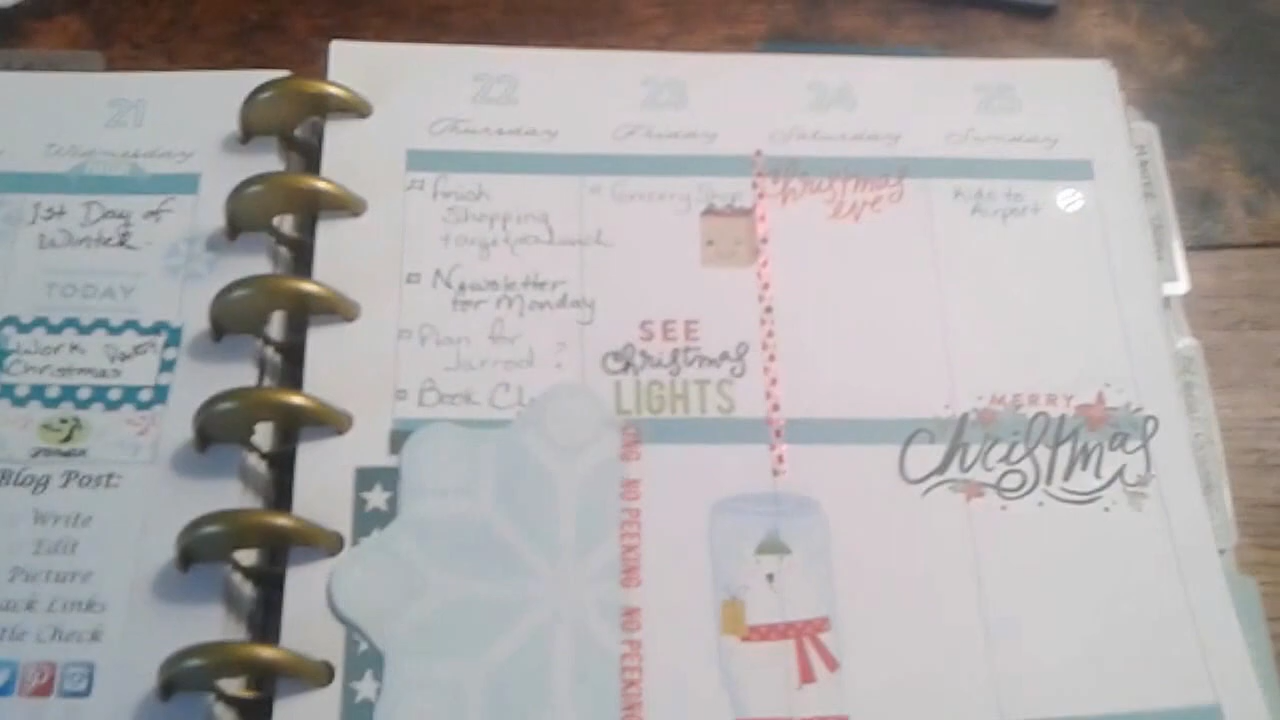 21
Wednesday
1st Day of
Winter
TODAY
Work Party
Christmas
Blog Post:
Write
Edit
Picture
Links
Check
22
Thursday
Finish
Shopping
Newsletter
for Monday
Plan for
Jarrod ?
Book
23
Friday
Grocery Shop
SEE
Christmas
LIGHTS
NO PEEKING NO PEEKING
24
Saturday
Christmas
eve
25
Sunday
Kids to
Airport
MERRY
Christmas